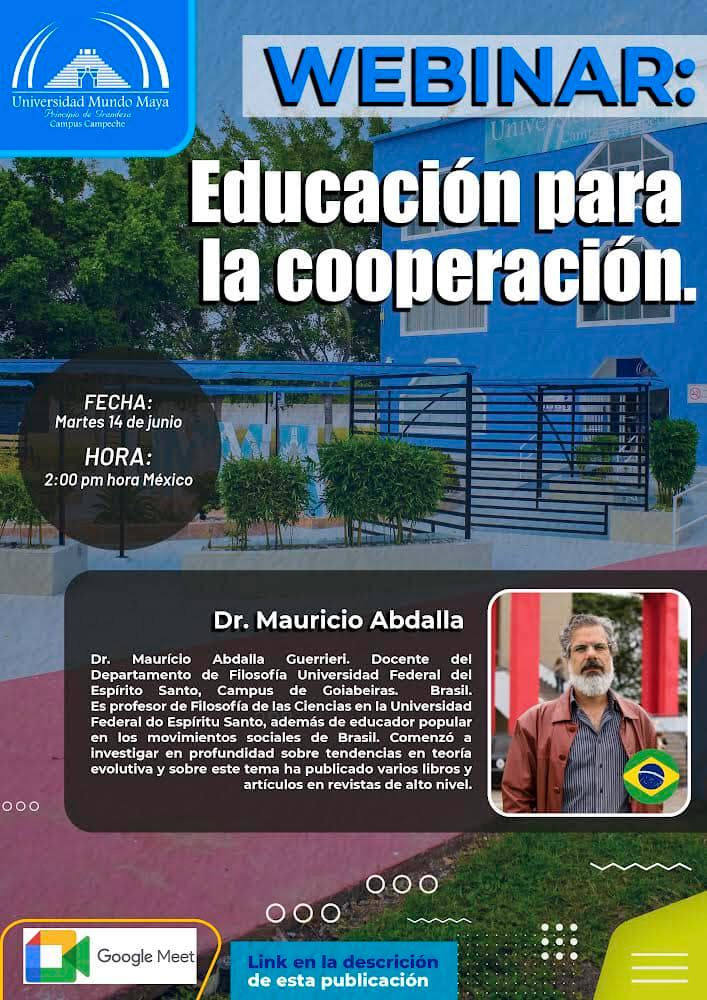 Universidad Mundo Maya
Principio de Grandeza
Campus Campeche
WEBINAR:
Educación para
la cooperación.
FECHA:
Martes 14 de junio
HORA:
2:00 pm hora México
Dr. Mauricio Abdalla
Dr. Maurício Abdalla Guerrieri. Docente del
Departamento de Filosofía Universidad Federal del
Espírito Santo, Campus de Goiabeiras. Brasil.
Es profesor de Filosofía de las Ciencias en la Universidad
Federal do Espíritu Santo, además de educador popular
en los movimientos sociales de Brasil. Comenzó a
investigar en profundidad sobre tendencias en teoría
evolutiva y sobre este tema ha publicado varios libros y
artículos en revistas de alto nivel.
Google Meet
Link en la descrición
de esta publicación